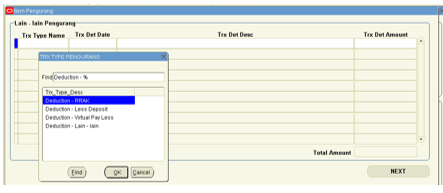 Item Pengurang
Lain - lain Pengurang
Trx Type Name Trx Det Date Trx Det Desc Trx Det Amount
TRX TYPE PENGURANG
Find Deduction - %
Trx_Type_Desc
Deduction - RRAK
Deduction - Less Deposit
Deduction - Virtual Pay Less
Deduction - Lain - lain
Find OK Cancel
Total Amount
NEXT